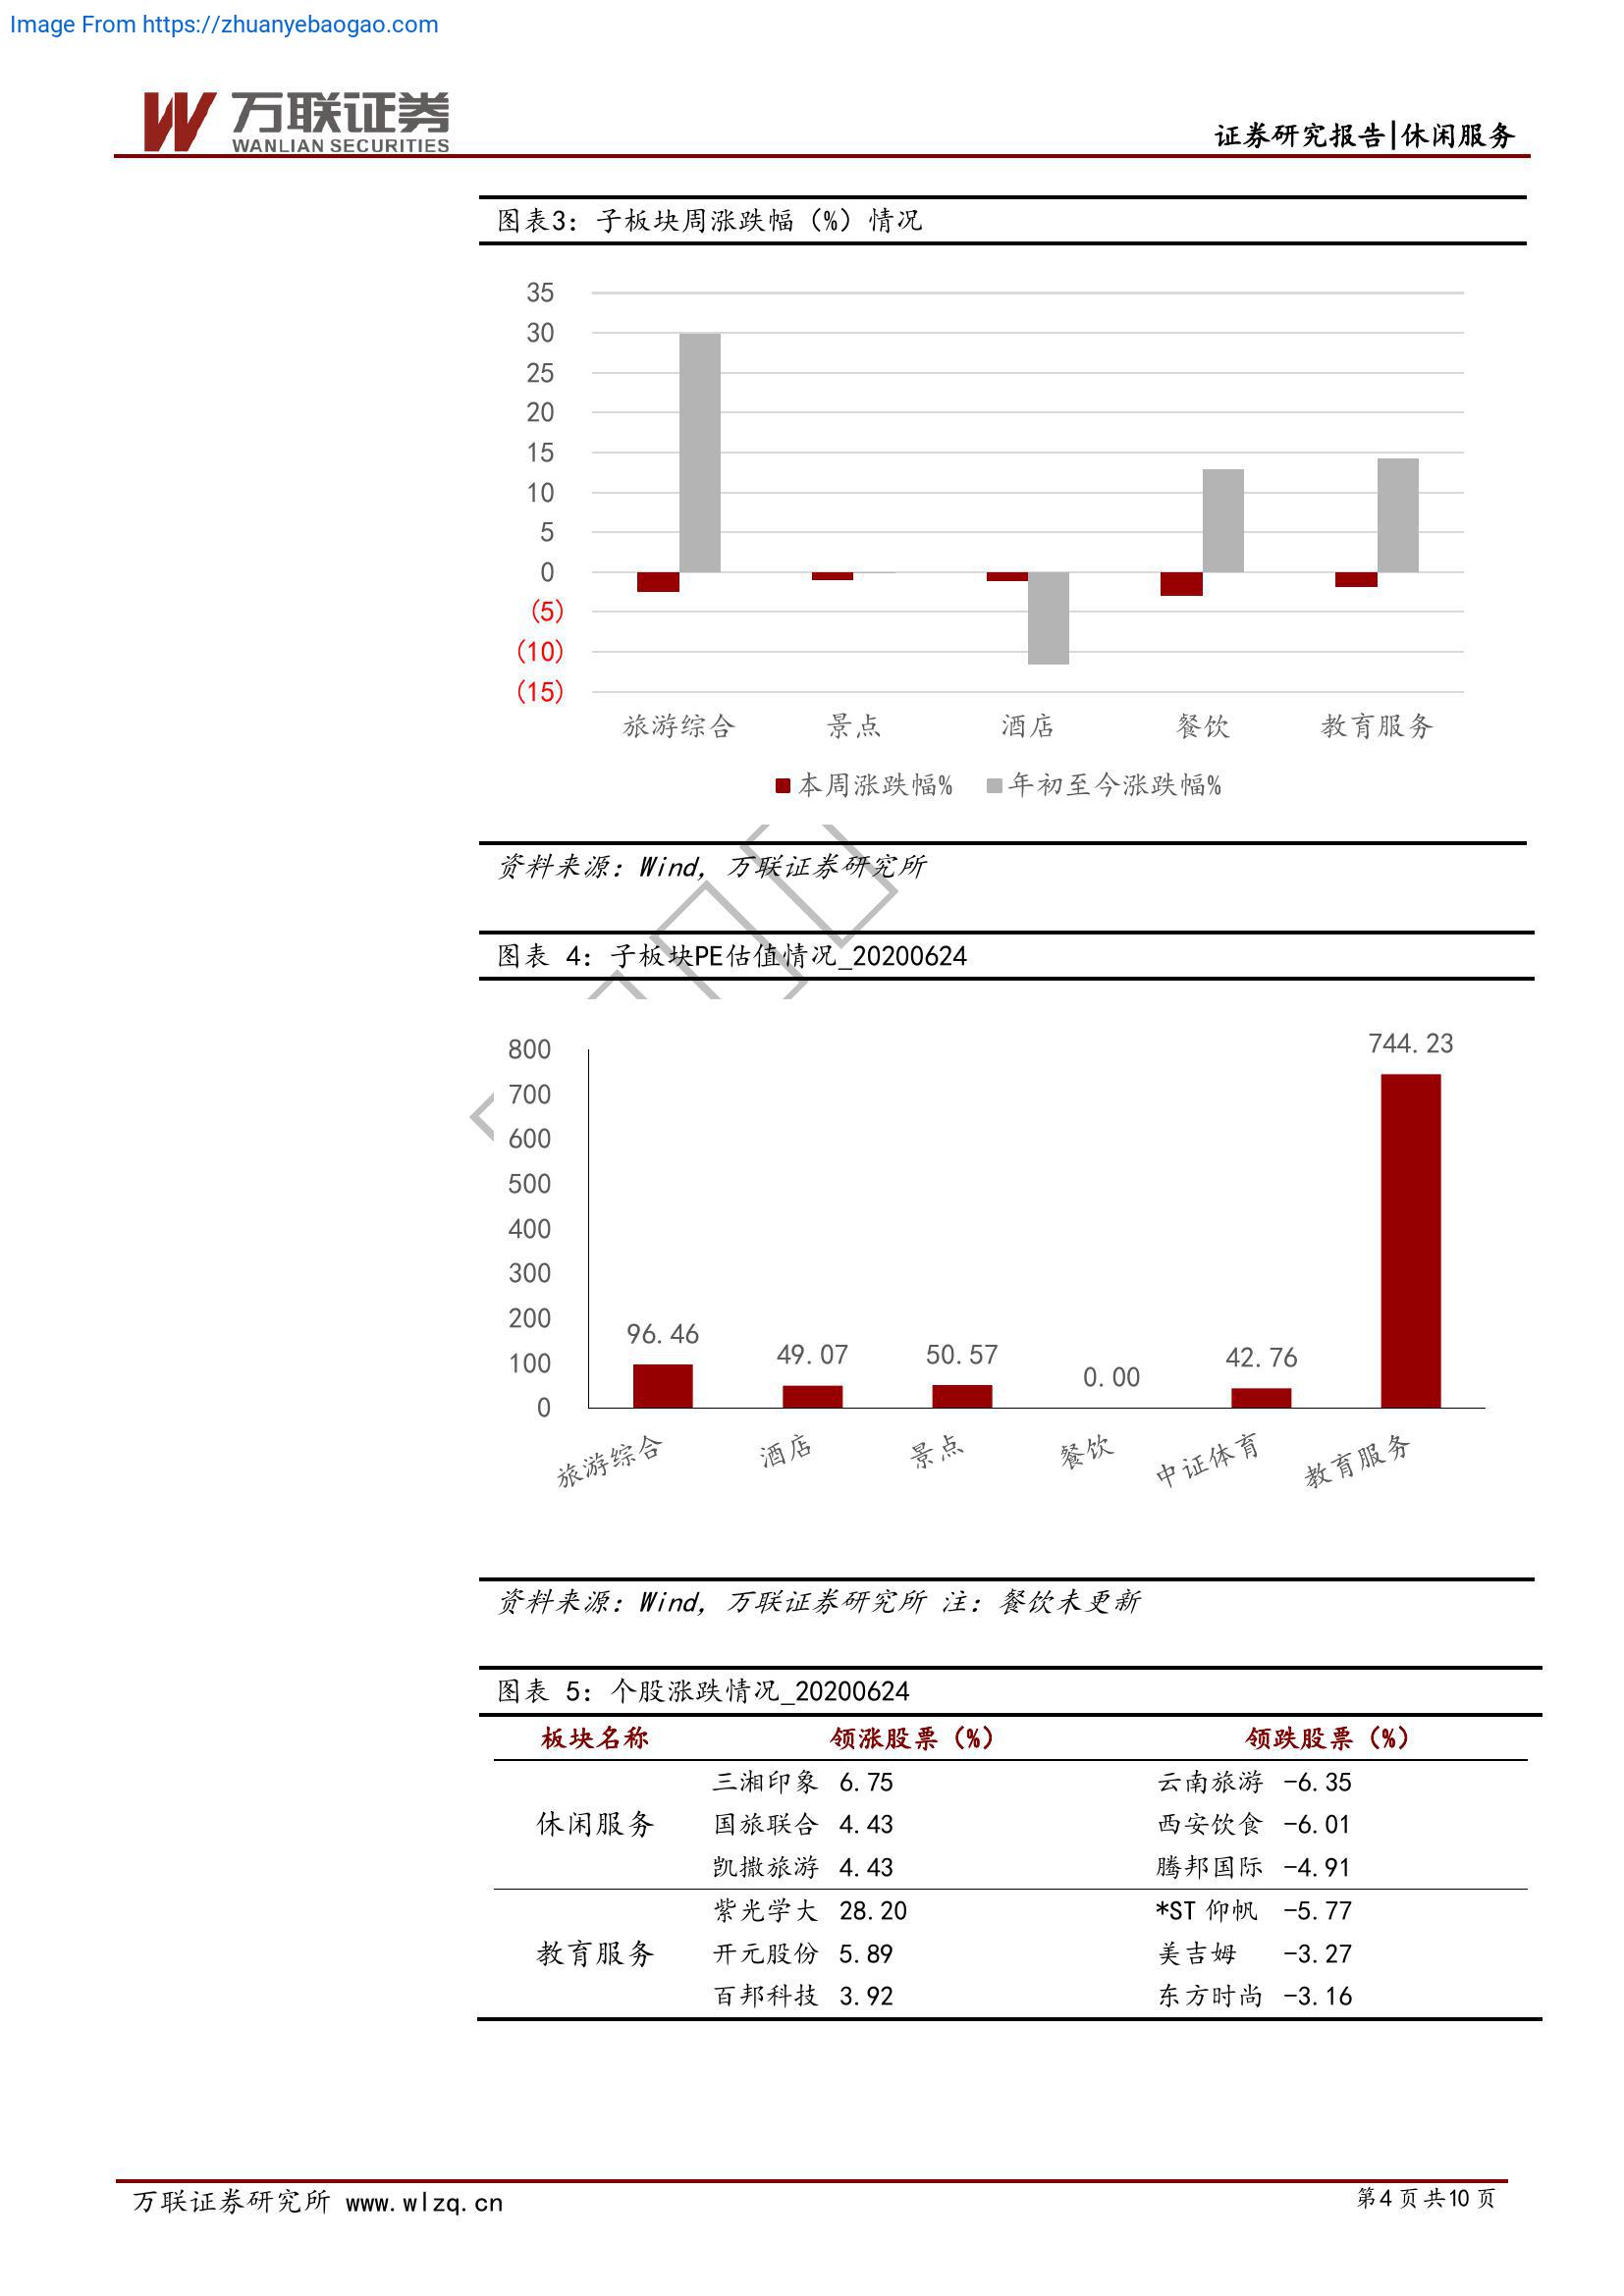 Image From https://zhuanyebaogao.com
万联证券
WANLIAN SECURITIES
证券研究报告|休闲服务
图表3：子板块周涨跌幅（%）情况
35
30
25
20
15
10
5
0
(5)
(10)
(15)
旅游综合 景点 酒店 餐饮 教育服务
本周涨跌幅% 年初至今涨跌幅%
资料来源：Wind，万联证券研究所
图表 4：子板块PE估值情况_20200624
800
700
600
500
400
300
200
100
0
96.46 49.07 50.57 0.00 42.76 744.23
旅游综合 酒店 景点 餐饮 中证体育 教育服务
资料来源：Wind，万联证券研究所 注：餐饮未更新
图表 5：个股涨跌情况_20200624
板块名称 领涨股票（%） 领跌股票（%）
休闲服务
三湘印象 6.75 云南旅游 -6.35
国旅联合 4.43 西安饮食 -6.01
凯撒旅游 4.43 腾邦国际 -4.91
教育服务
紫光学大 28.20 *ST 仰帆 -5.77
开元股份 5.89 美吉姆 -3.27
百邦科技 3.92 东方时尚 -3.16
万联证券研究所 www.wlzq.cn
第4页共10页